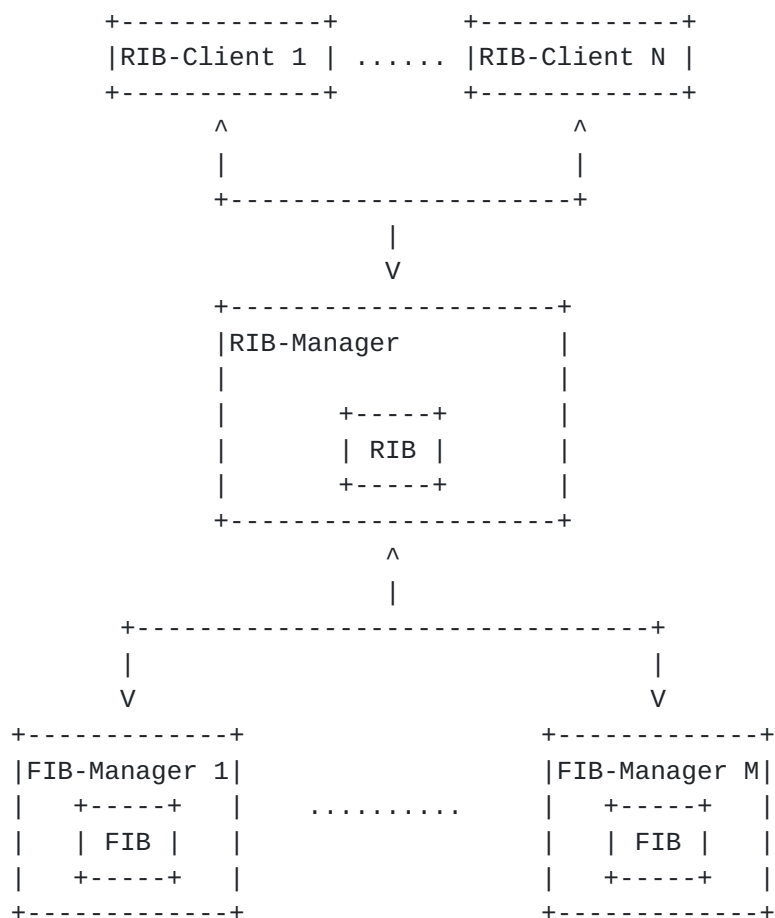 RIB-Client 1 ...... RIB-Client N
RIB-Manager
RIB
FIB-Manager 1 FIB-Manager M
..........
FIB FIB